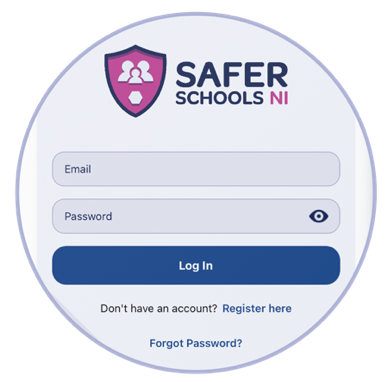 SAFER
SCHOOLS NI
Email
Password
Log In
Don't have an account? Register here
Forgot Password?